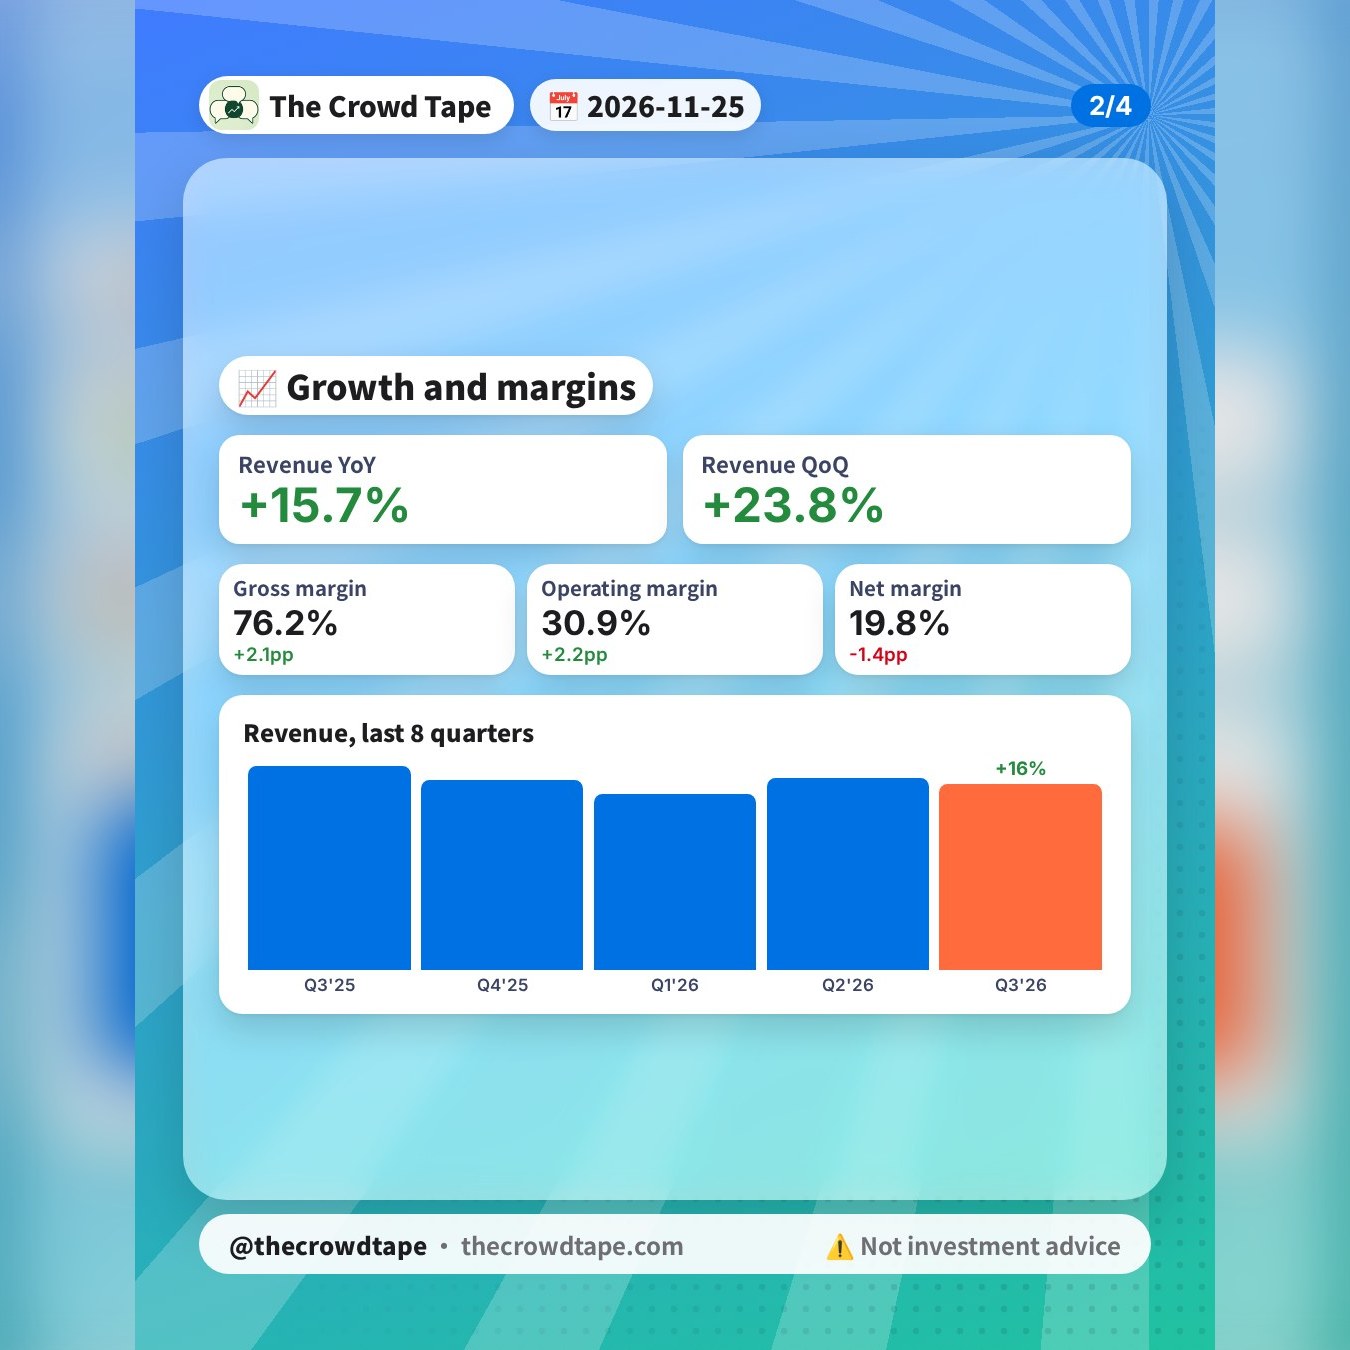 The Crowd Tape
July
17
2026-11-25
2/4
Growth and margins
Revenue YoY
+15.7%
Revenue QoQ
+23.8%
Gross margin
76.2%
+2.1pp
Operating margin
30.9%
+2.2pp
Net margin
19.8%
-1.4pp
Revenue, last 8 quarters
+16%
Q3'25
Q4'25
Q1'26
Q2'26
Q3'26
@thecrowdtape • thecrowdtape.com
Not investment advice